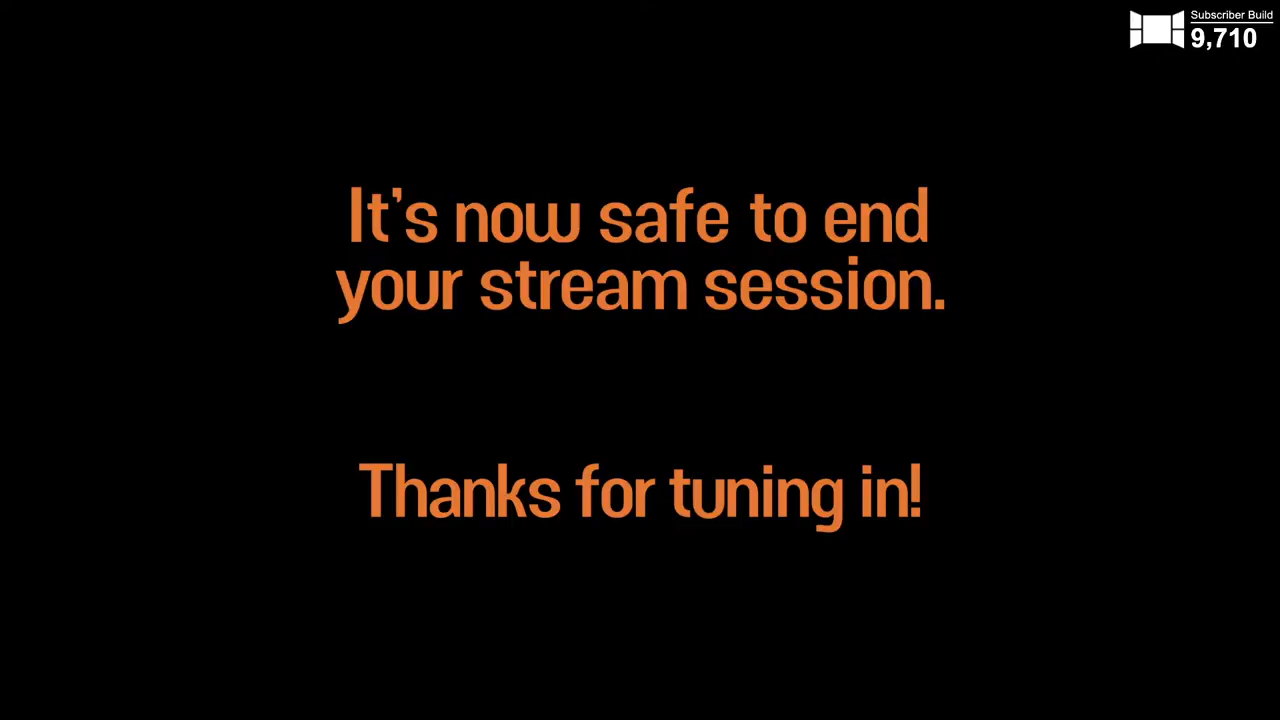 Subscriber Build
9,710
It's now safe to end
your stream session.
Thanks for tuning in!